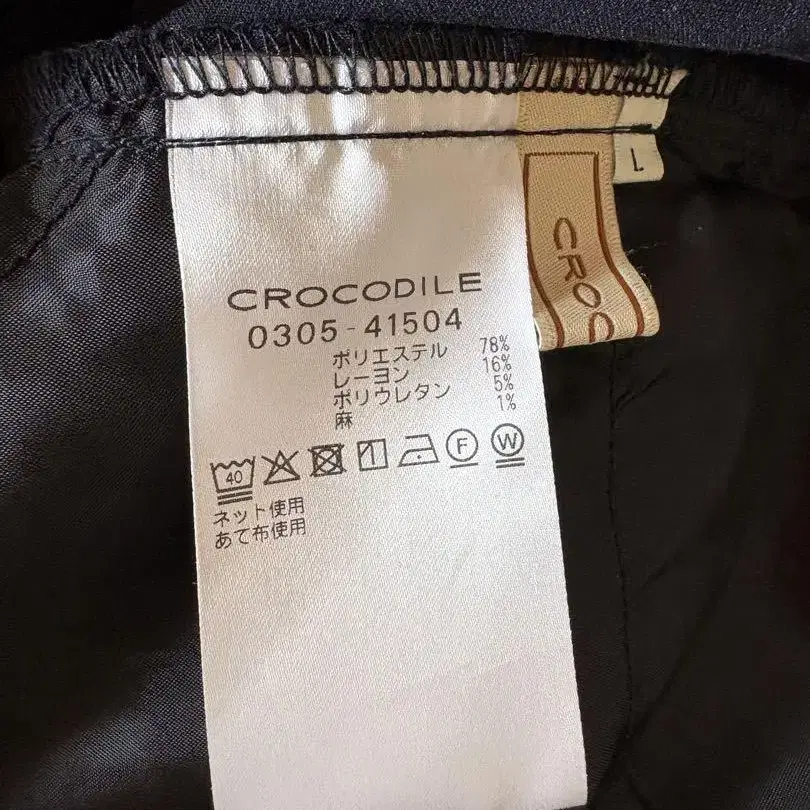 CROCODILE
0305-41504
ポリエステル 78%
レーヨン 16%
ポリウレタン 5%
麻 1%
40 F W
ネット使用
あて布使用
L
CROC